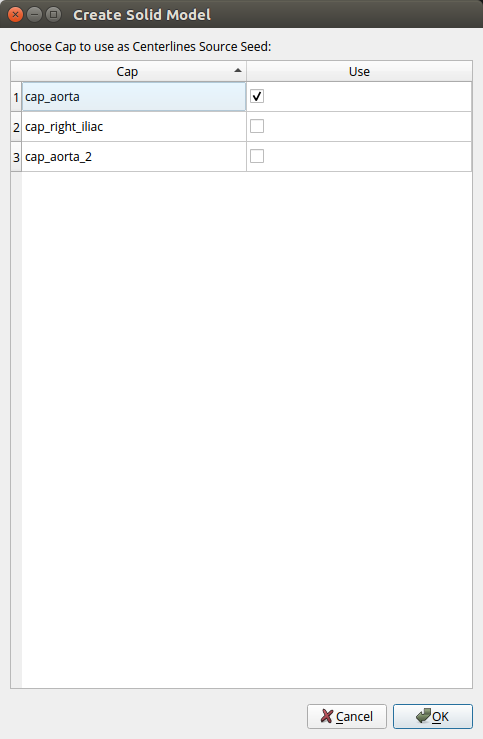 Create Solid Model
Choose Cap to use as Centerlines Source Seed:
Cap Use
1 cap_aorta
2 cap_right_iliac
3 cap_aorta_2
Cancel OK